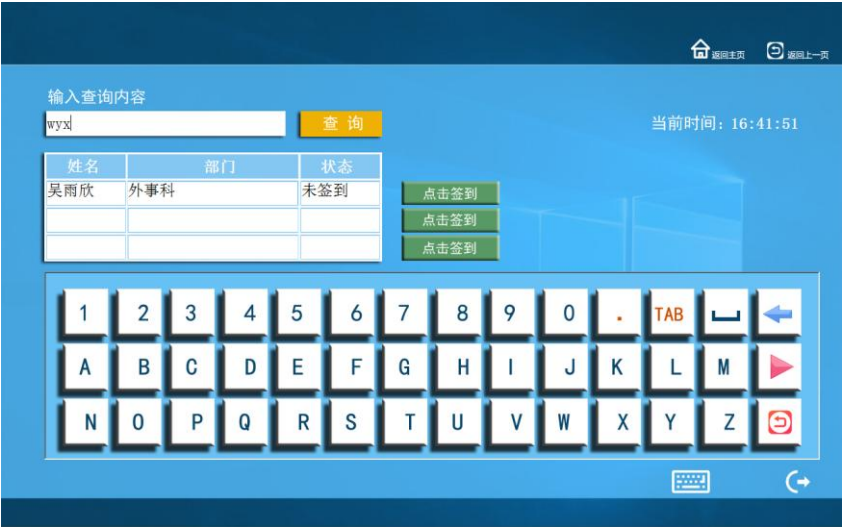 返回主页 返回上一页
输入查询内容
wyx 查 询 当前时间：16:41:51
姓名 部门 状态
吴雨欣 外事科 未签到 点击签到
点击签到
点击签到
1 2 3 4 5 6 7 8 9 0 . TAB
A B C D E F G H I J K L M
N O P Q R S T U V W X Y Z